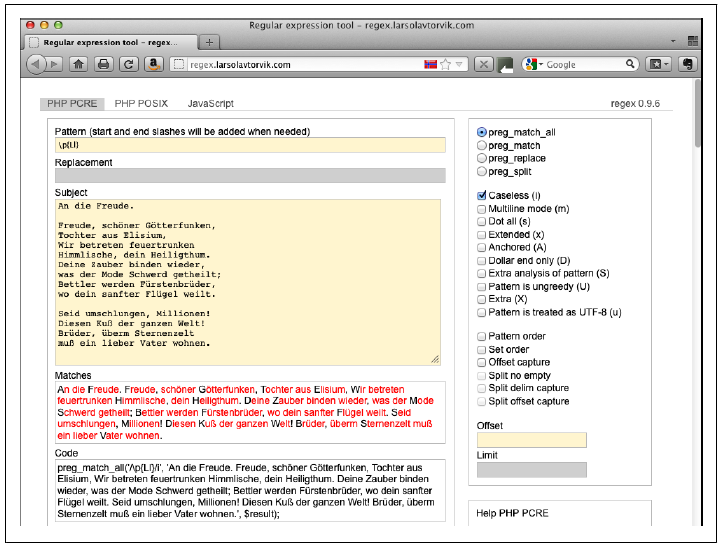 Regular expression tool – regex.larsolavtorvik.com
Regular expression tool – regex...
regex.larsolavtorvik.com
Google
PHP PCRE PHP POSIX JavaScript regex 0.9.6
Pattern (start and end slashes will be added when needed)
\p{Ll}
Replacement
Subject
An die Freude.
Freude, schöner Götterfunken,
Tochter aus Elisium,
Wir betreten feuertrunken
Himmlische, dein Heiligthum.
Deine Zauber binden wieder,
was der Mode Schwerd getheilt;
Bettler werden Fürstenbrüder,
wo dein sanfter Flügel weilt.
Seid umschlungen, Millionen!
Diesen Kuß der ganzen Welt!
Brüder, überm Sternenzelt
muß ein lieber Vater wohnen.
Matches
An die Freude. Freude, schöner Götterfunken, Tochter aus Elisium, Wir betreten
feuertrunken Himmlische, dein Heiligthum. Deine Zauber binden wieder, was der Mode
Schwerd getheilt; Bettler werden Fürstenbrüder, wo dein sanfter Flügel weilt. Seid
umschlungen, Millionen! Diesen Kuß der ganzen Welt! Brüder, überm Sternenzelt muß
ein lieber Vater wohnen.
Code
preg_match_all('/\p{Ll}/i', 'An die Freude. Freude, schöner Götterfunken, Tochter aus
Elisium, Wir betreten feuertrunken Himmlische, dein Heiligthum. Deine Zauber binden
wieder, was der Mode Schwerd getheilt; Bettler werden Fürstenbrüder, wo dein sanfter
Flügel weilt. Seid umschlungen, Millionen! Diesen Kuß der ganzen Welt! Brüder, überm
Sternenzelt muß ein lieber Vater wohnen.', $result);
preg_match_all
preg_match
preg_replace
preg_split
Caseless (i)
Multiline mode (m)
Dot all (s)
Extended (x)
Anchored (A)
Dollar end only (D)
Extra analysis of pattern (S)
Pattern is ungreedy (U)
Extra (X)
Pattern is treated as UTF-8 (u)
Pattern order
Set order
Offset capture
Split no empty
Split delim capture
Split offset capture
Offset
Limit
Help PHP PCRE